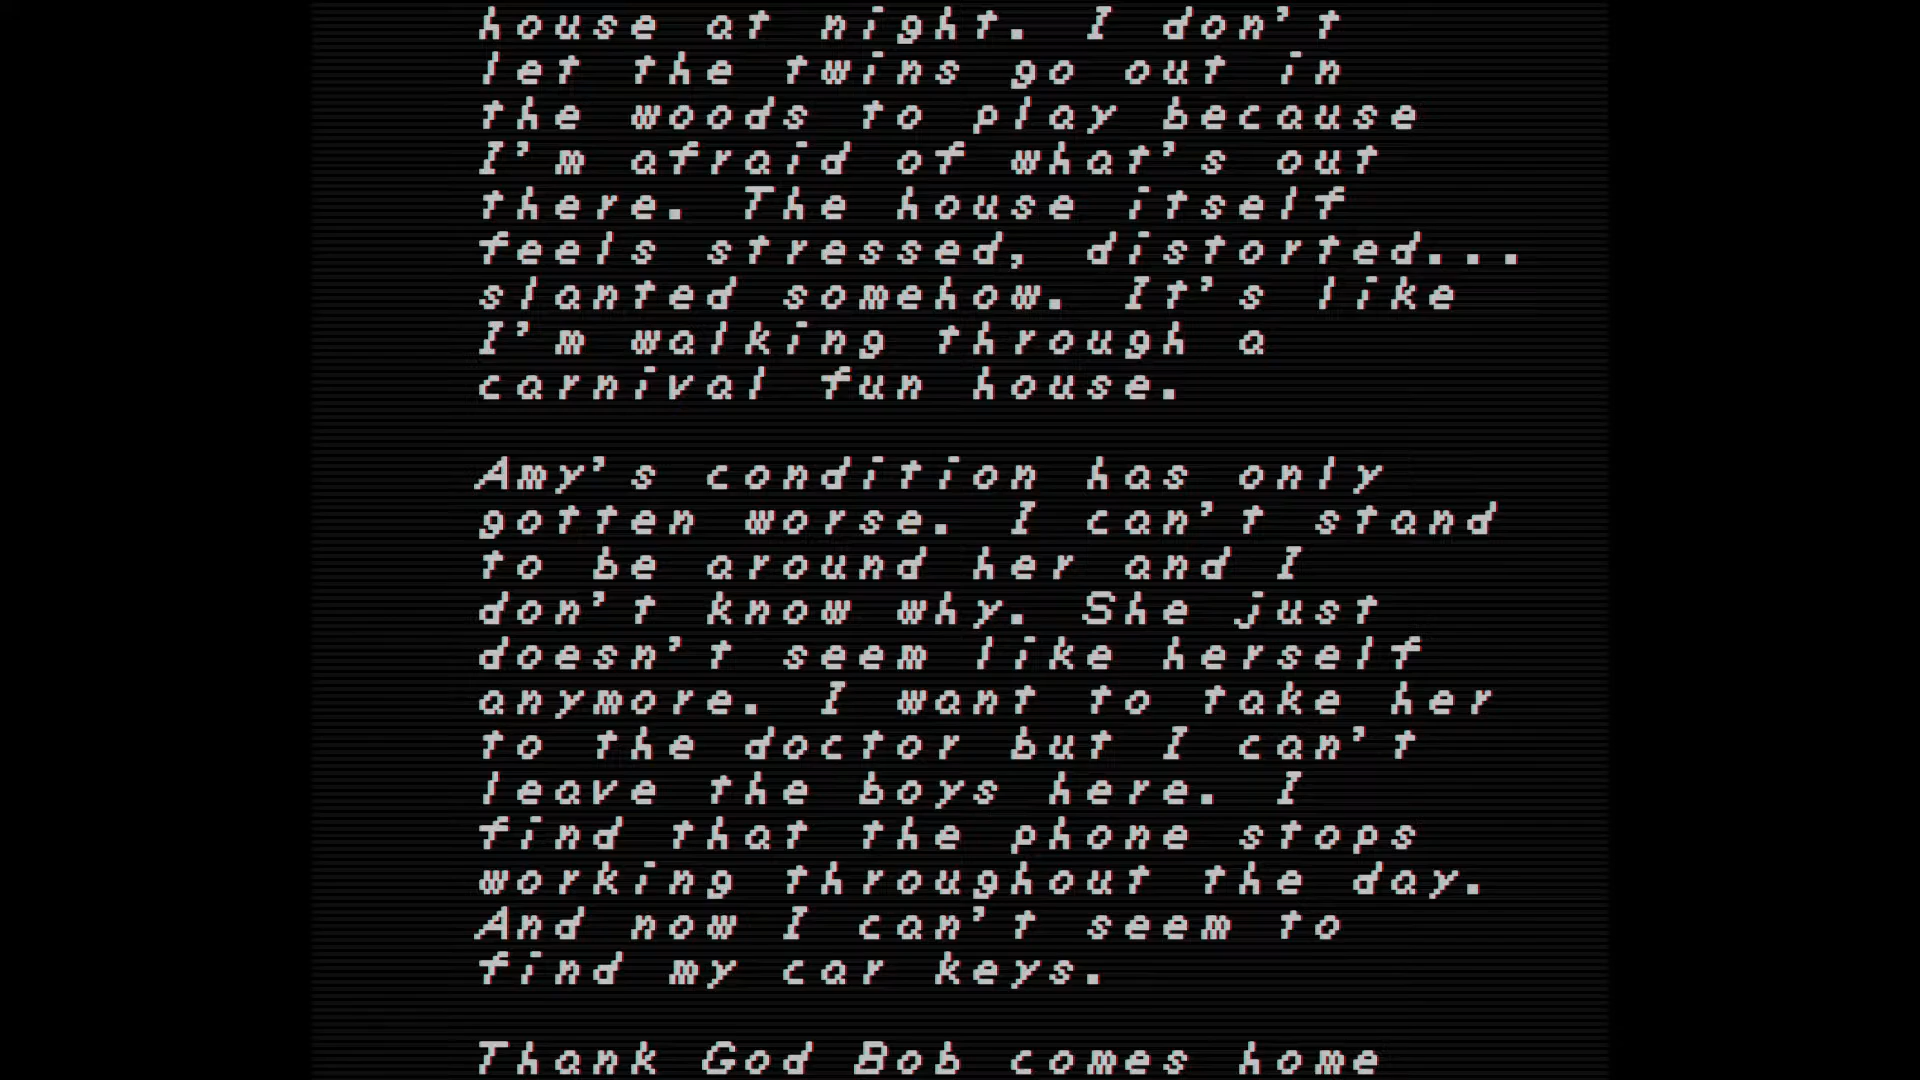 house at night. I don't
let the twins go out in
the woods to play because
I'm afraid of what's out
there. The house itself
feels stressed, distorted...
slanted somehow. It's like
I'm walking through a
carnival fun house.
Amy's condition has only
gotten worse. I can't stand
to be around her and I
don't know why. She just
doesn't seem like herself
anymore. I want to take her
to the doctor but I can't
leave the boys here. I
find that the phone stops
working throughout the day.
And now I can't seem to
find my car keys.
Thank God Bob comes home